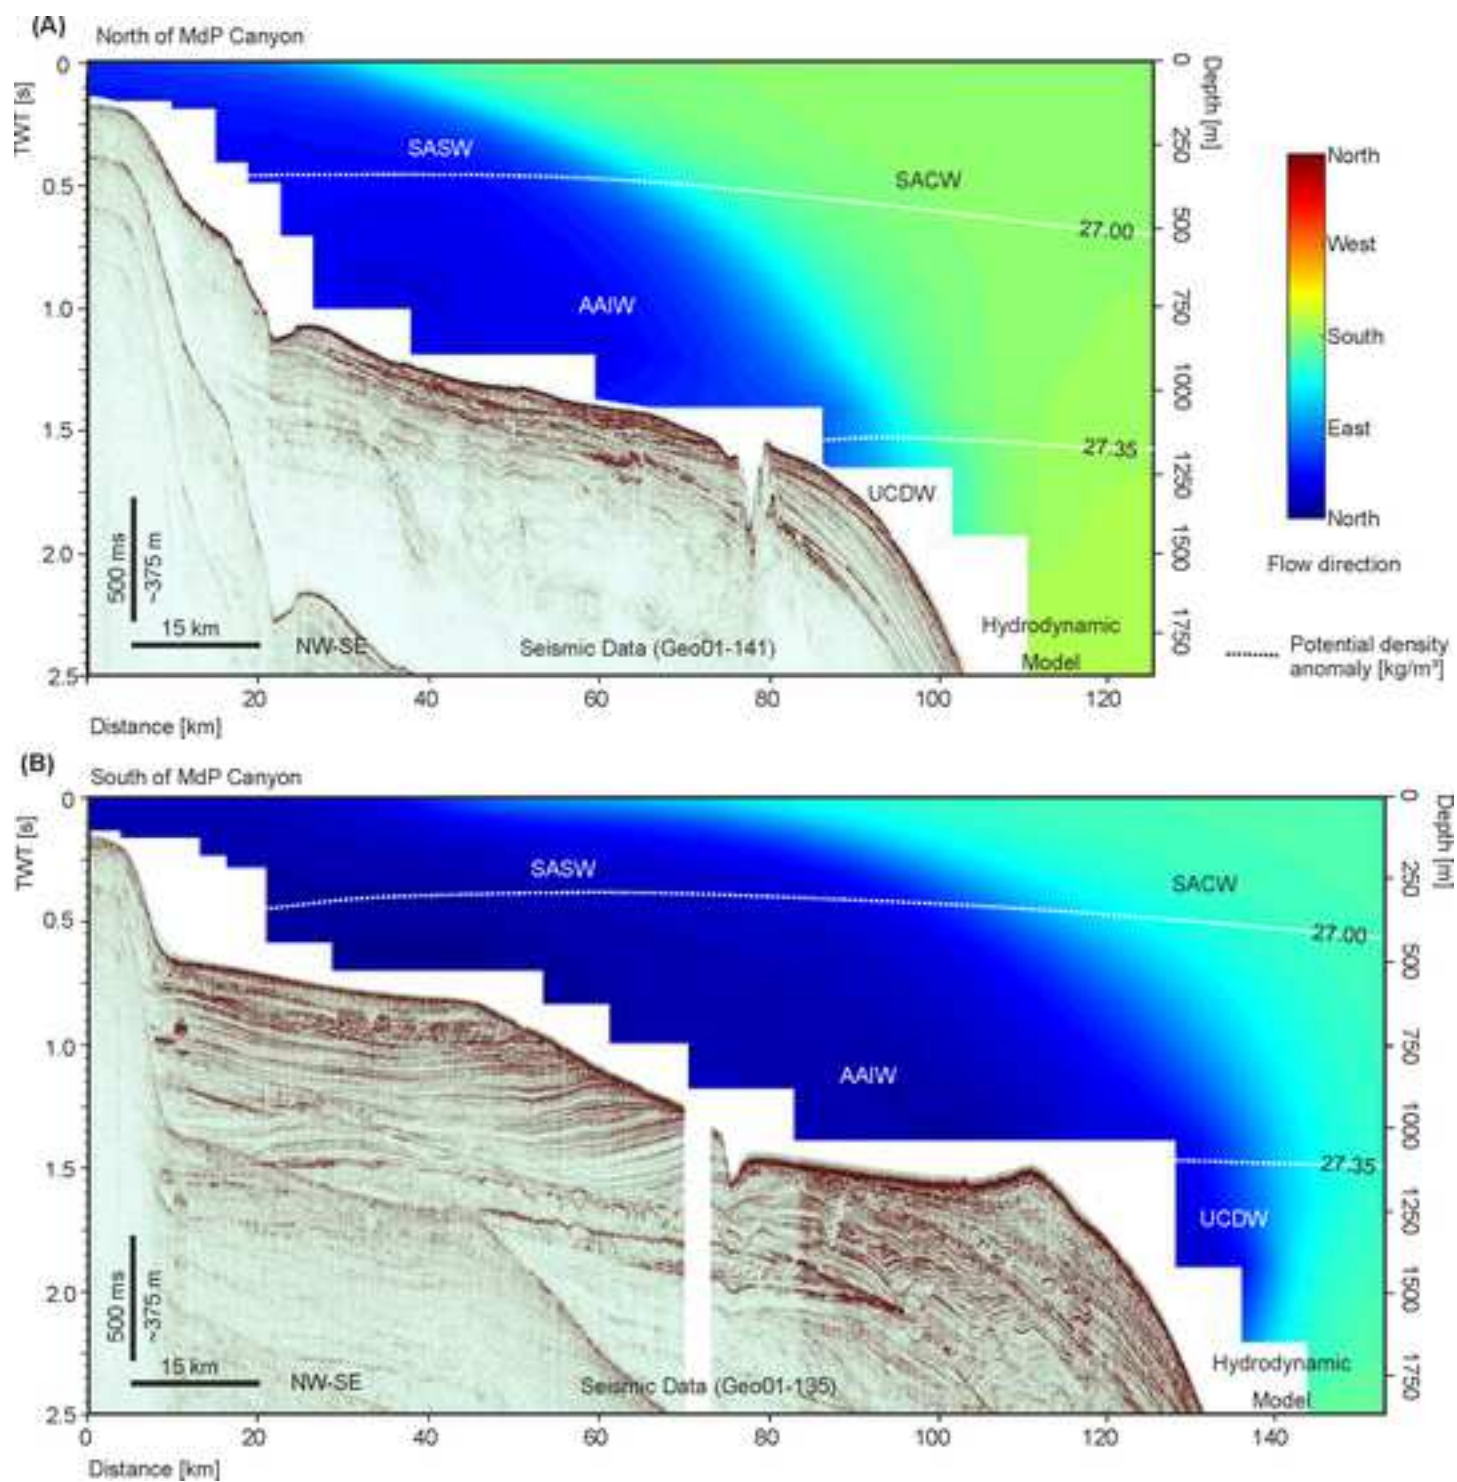 (A)
North of MdP Canyon
TWT [s]
0
0.5
1.0
1.5
2.0
2.5
SASW
SACW
27.00
AAIW
27.35
UCDW
500 ms
~375 m
15 km
NW-SE
Seismic Data (Geo01-141)
Hydrodynamic
Model
0
250
500
750
1000
1250
1500
1750
Depth [m]
20
40
60
80
100
120
Distance [km]
North
West
South
East
North
Flow direction
Potential density
anomaly [kg/m³]
(B)
South of MdP Canyon
TWT [s]
0
0.5
1.0
1.5
2.0
2.5
SASW
SACW
27.00
AAIW
27.35
UCDW
500 ms
~375 m
15 km
NW-SE
Seismic Data (Geo01-135)
Hydrodynamic
Model
0
250
500
750
1000
1250
1500
1750
Depth [m]
0
20
40
60
80
100
120
140
Distance [km]